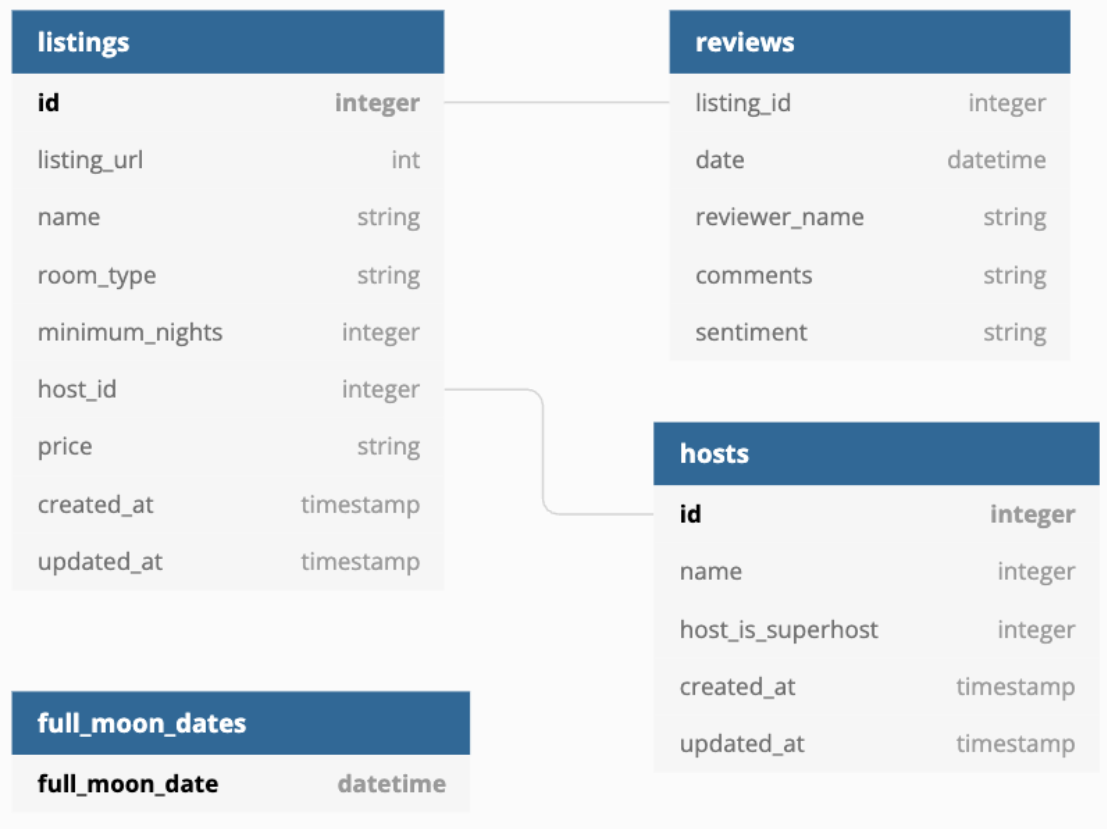 listings
id integer
listing_url int
name string
room_type string
minimum_nights integer
host_id integer
price string
created_at timestamp
updated_at timestamp
reviews
listing_id integer
date datetime
reviewer_name string
comments string
sentiment string
hosts
id integer
name integer
host_is_superhost integer
created_at timestamp
updated_at timestamp
full_moon_dates
full_moon_date datetime